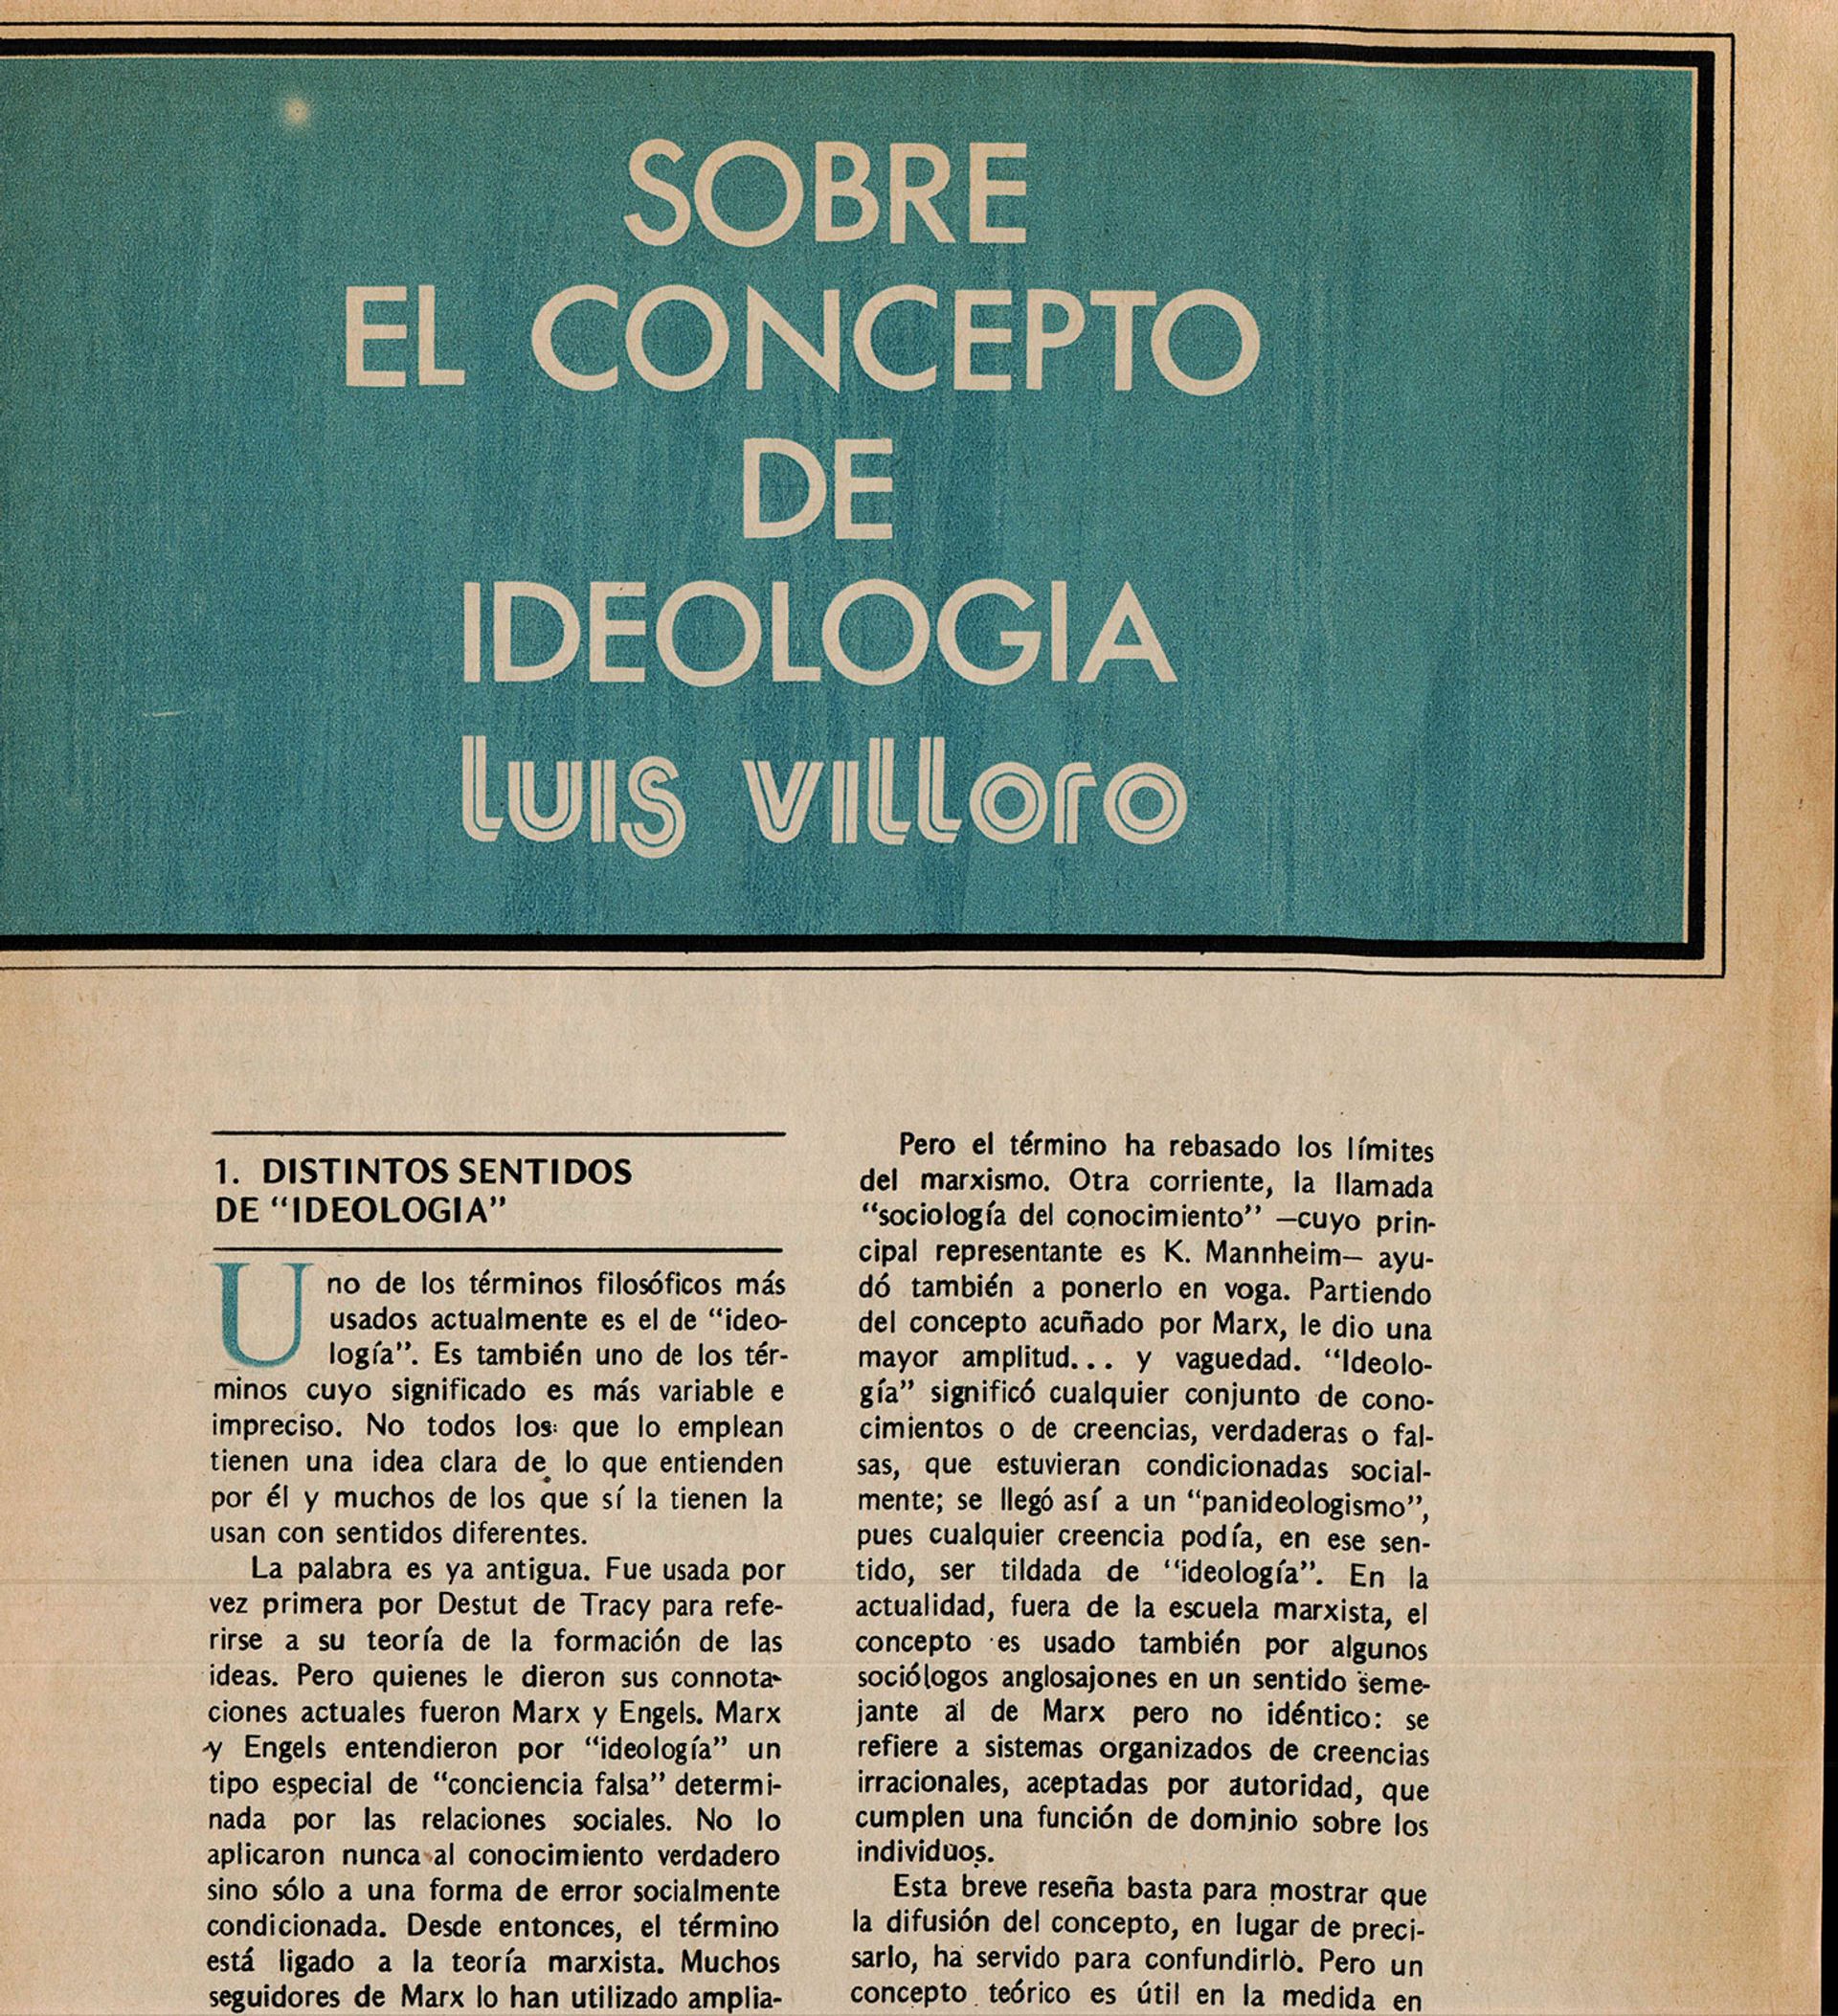 SOBRE
EL CONCEPTO
DE
IDEOLOGIA
luis villoro
1. DISTINTOS SENTIDOS
DE “IDEOLOGIA”
Uno de los términos filosóficos más
usados actualmente es el de “ideo-
logía”. Es también uno de los tér-
minos cuyo significado es más variable e
impreciso. No todos los que lo emplean
tienen una idea clara de lo que entienden
por él y muchos de los que sí la tienen la
usan con sentidos diferentes.
La palabra es ya antigua. Fue usada por
vez primera por Destut de Tracy para refe-
rirse a su teoría de la formación de las
ideas. Pero quienes le dieron sus connota-
ciones actuales fueron Marx y Engels. Marx
y Engels entendieron por “ideología” un
tipo especial de “conciencia falsa” determi-
nada por las relaciones sociales. No lo
aplicaron nunca al conocimiento verdadero
sino sólo a una forma de error socialmente
condicionada. Desde entonces, el término
está ligado a la teoría marxista. Muchos
seguidores de Marx lo han utilizado amplia-
Pero el término ha rebasado los límites
del marxismo. Otra corriente, la llamada
“sociología del conocimiento” —cuyo prin-
cipal representante es K. Mannheim— ayu-
dó también a ponerlo en voga. Partiendo
del concepto acuñado por Marx, le dio una
mayor amplitud... y vaguedad. “Ideolo-
gía” significó cualquier conjunto de cono-
cimientos o de creencias, verdaderas o fal-
sas, que estuvieran condicionadas social-
mente; se llegó así a un “panideologismo”,
pues cualquier creencia podía, en ese sen-
tido, ser tildada de “ideología”. En la
actualidad, fuera de la escuela marxista, el
concepto es usado también por algunos
sociólogos anglosajones en un sentido seme-
jante al de Marx pero no idéntico: se
refiere a sistemas organizados de creencias
irracionales, aceptadas por autoridad, que
cumplen una función de dominio sobre los
individuos.
Esta breve reseña basta para mostrar que
la difusión del concepto, en lugar de preci-
sarlo, ha servido para confundirlo. Pero un
concepto teórico es útil en la medida en